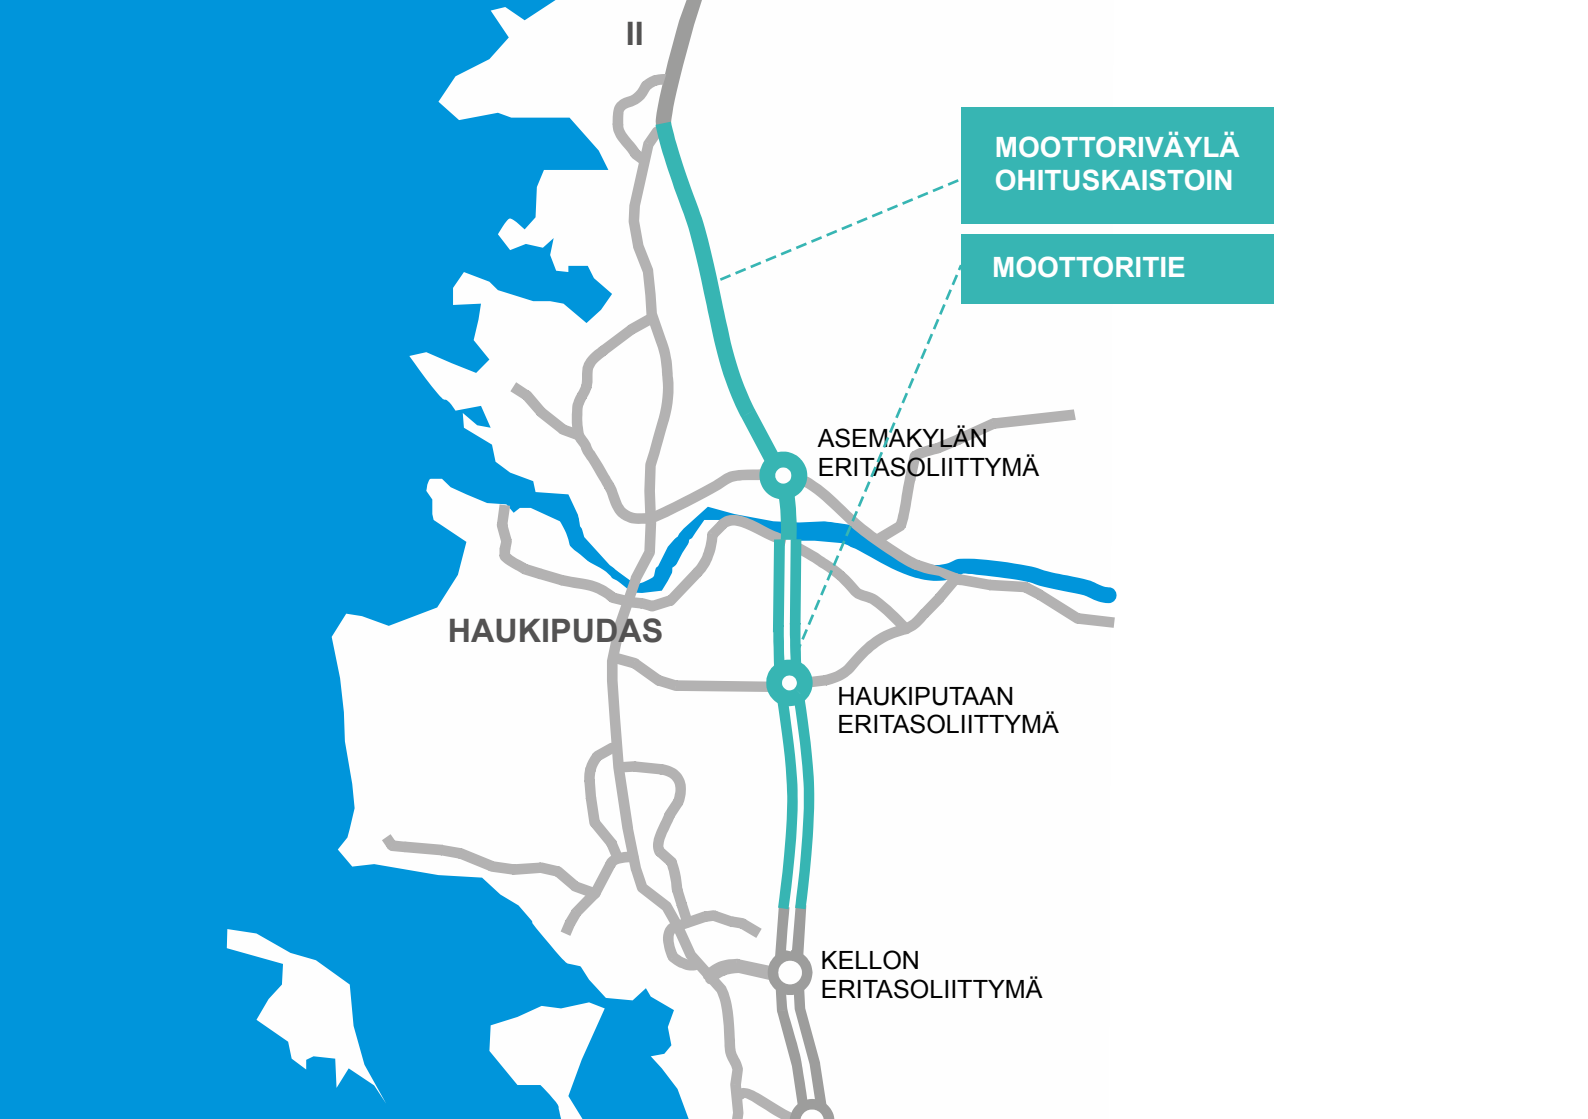 II
MOOTTORIVÄYLÄ
OHITUSKAISTOIN
MOOTTORITIE
ASEMAKYLÄN
ERITASOLIITTYMÄ
HAUKIPUDAS
HAUKIPUTAAN
ERITASOLIITTYMÄ
KELLON
ERITASOLIITTYMÄ